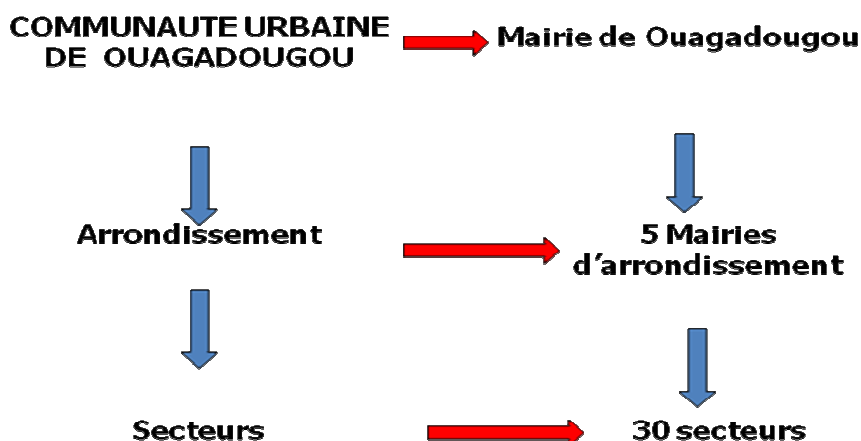 COMMUNAUTE URBAINE
DE OUAGADOUGOU
Mairie de Ouagadougou
Arrondissement
5 Mairies
d’arrondissement
Secteurs
30 secteurs